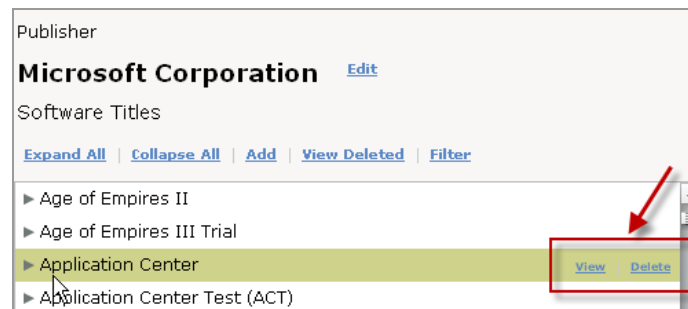 Publisher
Microsoft Corporation Edit
Software Titles
Expand All | Collapse All | Add | View Deleted | Filter
Age of Empires II
Age of Empires III Trial
Application Center View Delete
Application Center Test (ACT)